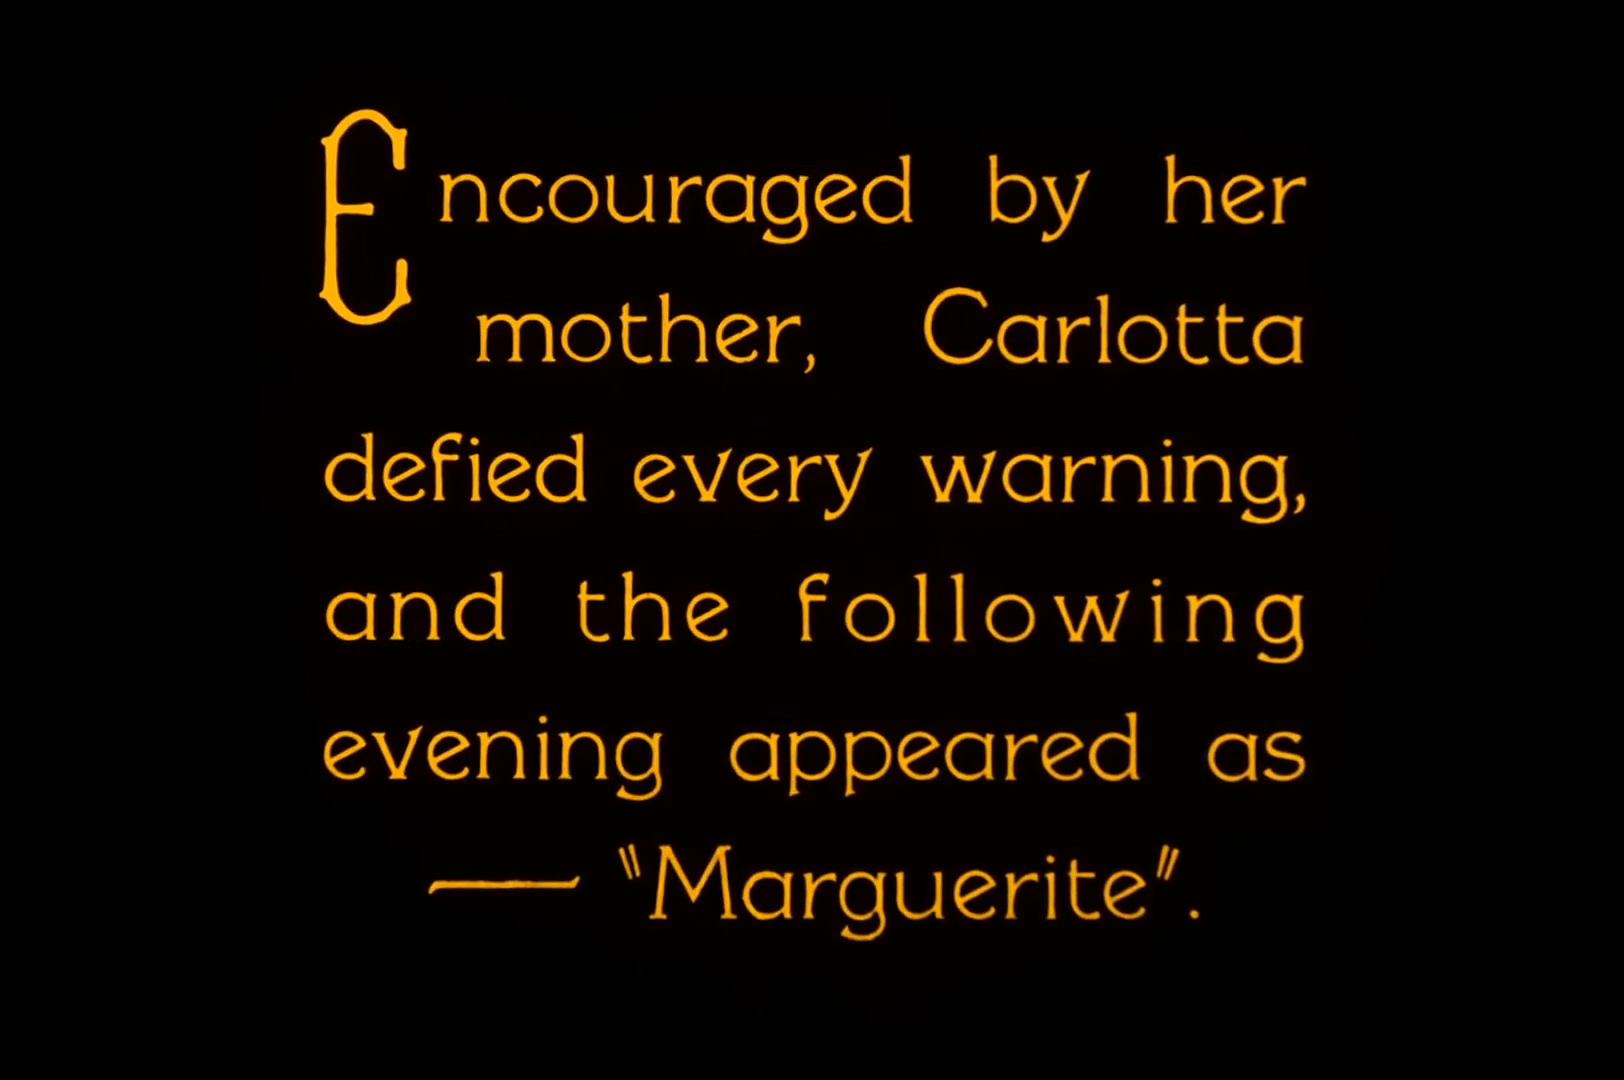 Encouraged by her
mother, Carlotta
defied every warning,
and the following
evening appeared as
— "Marguerite".